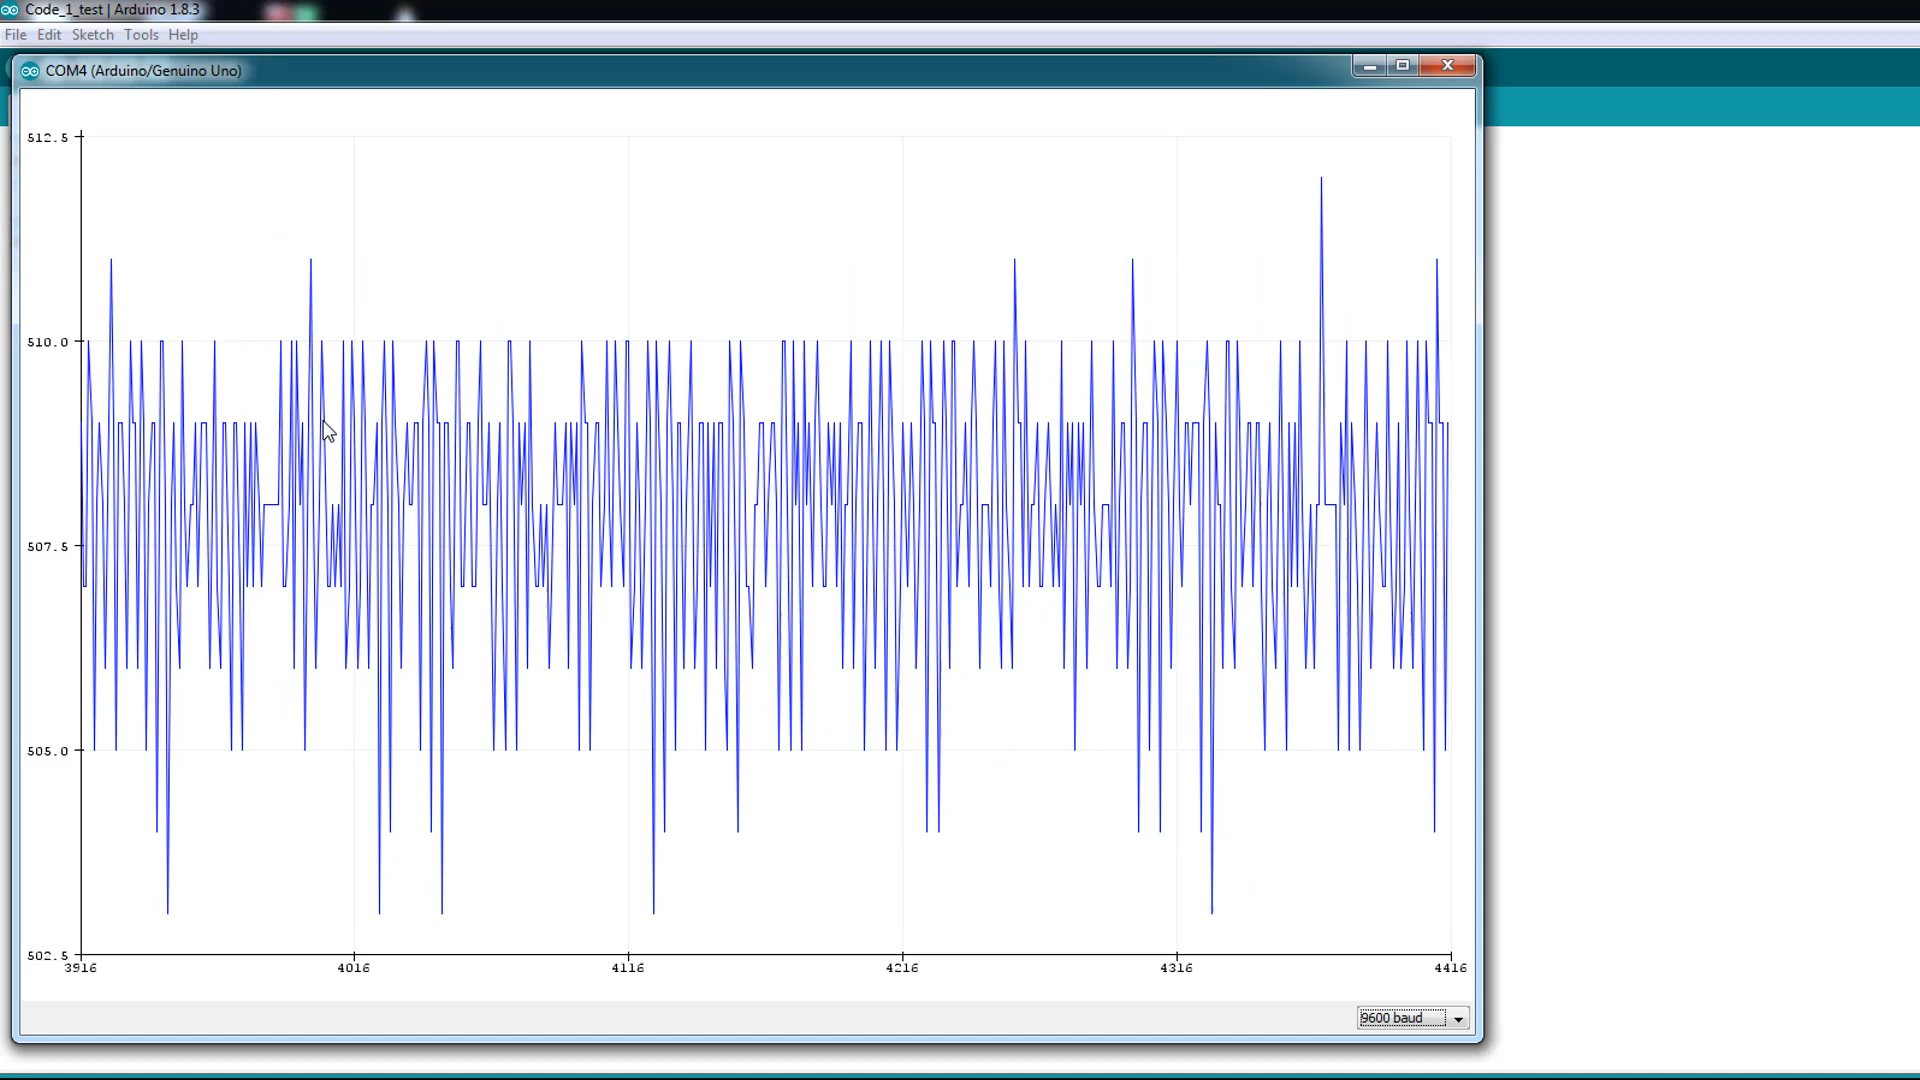 Code_1_test | Arduino 1.8.3
File Edit Sketch Tools Help
COM4 (Arduino/Genuino Uno)
512.5
510.0
507.5
505.0
502.5
3916 4016 4116 4216 4316 4416
9600 baud